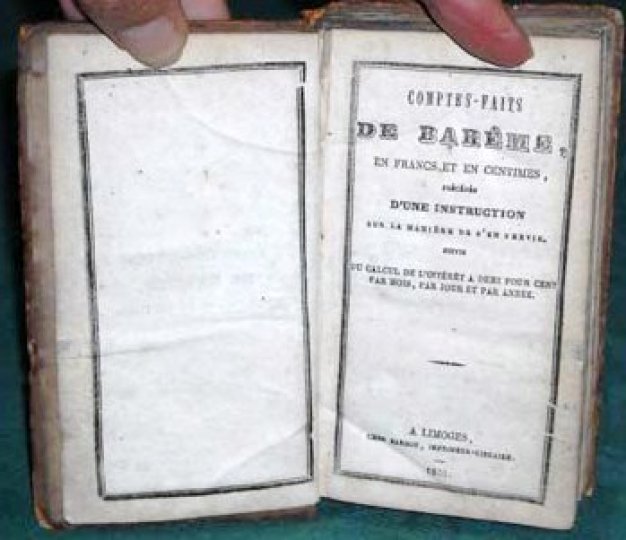 COMPTES-FAITS
DE BARÊME,
EN FRANCS, ET EN CENTIMES,
précédés
D'UNE INSTRUCTION
SUR LA MANIÈRE DE S'EN SERVIR,
SUIVIS
DU CALCUL DE L'INTÉRÊT A DEMI POUR CENT
PAR MOIS, PAR JOUR ET PAR ANNÉE.
A LIMOGES,
CHEZ BARBOU, IMPRIMEUR-LIBRAIRE.